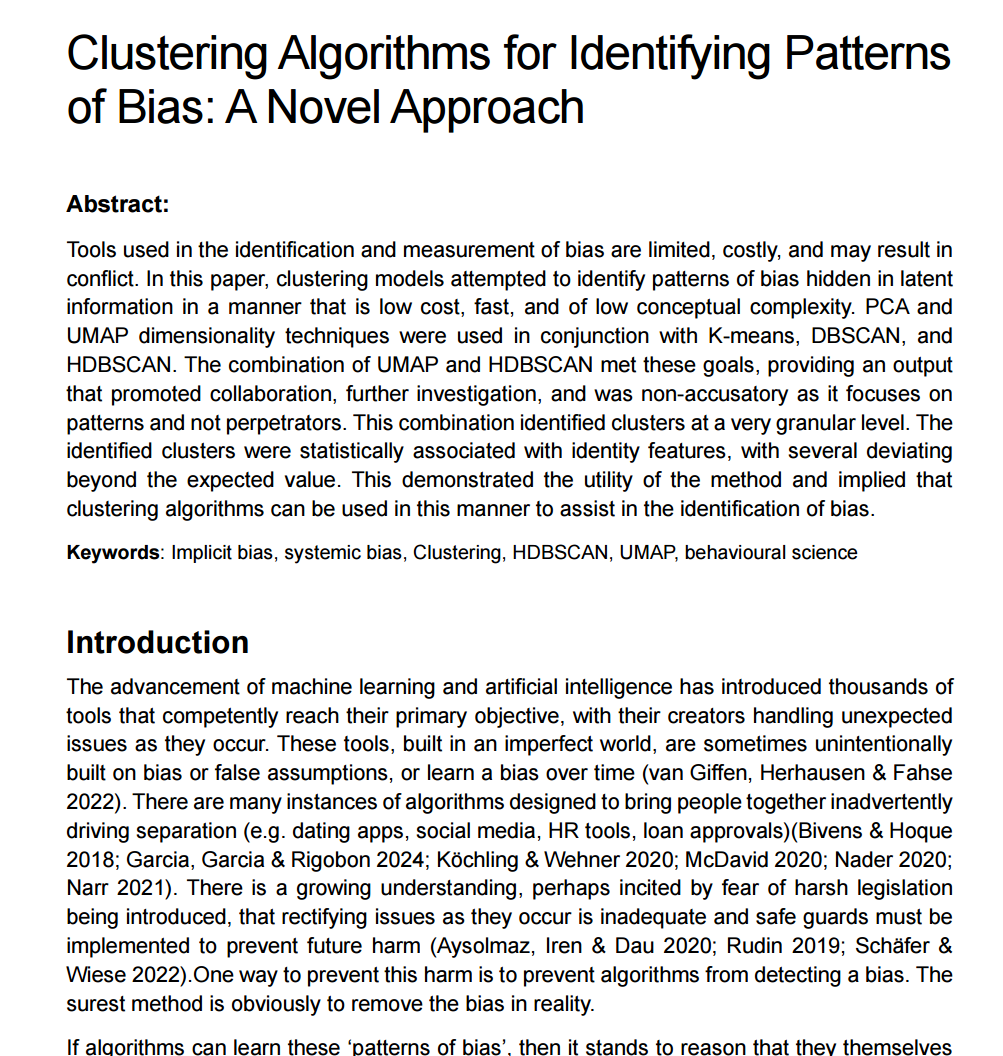 Clustering Algorithms for Identifying Patterns
of Bias: A Novel Approach
Abstract:
Tools used in the identification and measurement of bias are limited, costly, and may result in
conflict. In this paper, clustering models attempted to identify patterns of bias hidden in latent
information in a manner that is low cost, fast, and of low conceptual complexity. PCA and
UMAP dimensionality techniques were used in conjunction with K-means, DBSCAN, and
HDBSCAN. The combination of UMAP and HDBSCAN met these goals, providing an output
that promoted collaboration, further investigation, and was non-accusatory as it focuses on
patterns and not perpetrators. This combination identified clusters at a very granular level. The
identified clusters were statistically associated with identity features, with several deviating
beyond the expected value. This demonstrated the utility of the method and implied that
clustering algorithms can be used in this manner to assist in the identification of bias.
Keywords: Implicit bias, systemic bias, Clustering, HDBSCAN, UMAP, behavioural science
Introduction
The advancement of machine learning and artificial intelligence has introduced thousands of
tools that competently reach their primary objective, with their creators handling unexpected
issues as they occur. These tools, built in an imperfect world, are sometimes unintentionally
built on bias or false assumptions, or learn a bias over time (van Giffen, Herhausen & Fahse
2022). There are many instances of algorithms designed to bring people together inadvertently
driving separation (e.g. dating apps, social media, HR tools, loan approvals)(Bivens & Hoque
2018; Garcia, Garcia & Rigobon 2024; Köchling & Wehner 2020; McDavid 2020; Nader 2020;
Narr 2021). There is a growing understanding, perhaps incited by fear of harsh legislation
being introduced, that rectifying issues as they occur is inadequate and safe guards must be
implemented to prevent future harm (Aysolmaz, Iren & Dau 2020; Rudin 2019; Schäfer &
Wiese 2022).One way to prevent this harm is to prevent algorithms from detecting a bias. The
surest method is obviously to remove the bias in reality.
If algorithms can learn these ‘patterns of bias’, then it stands to reason that they themselves